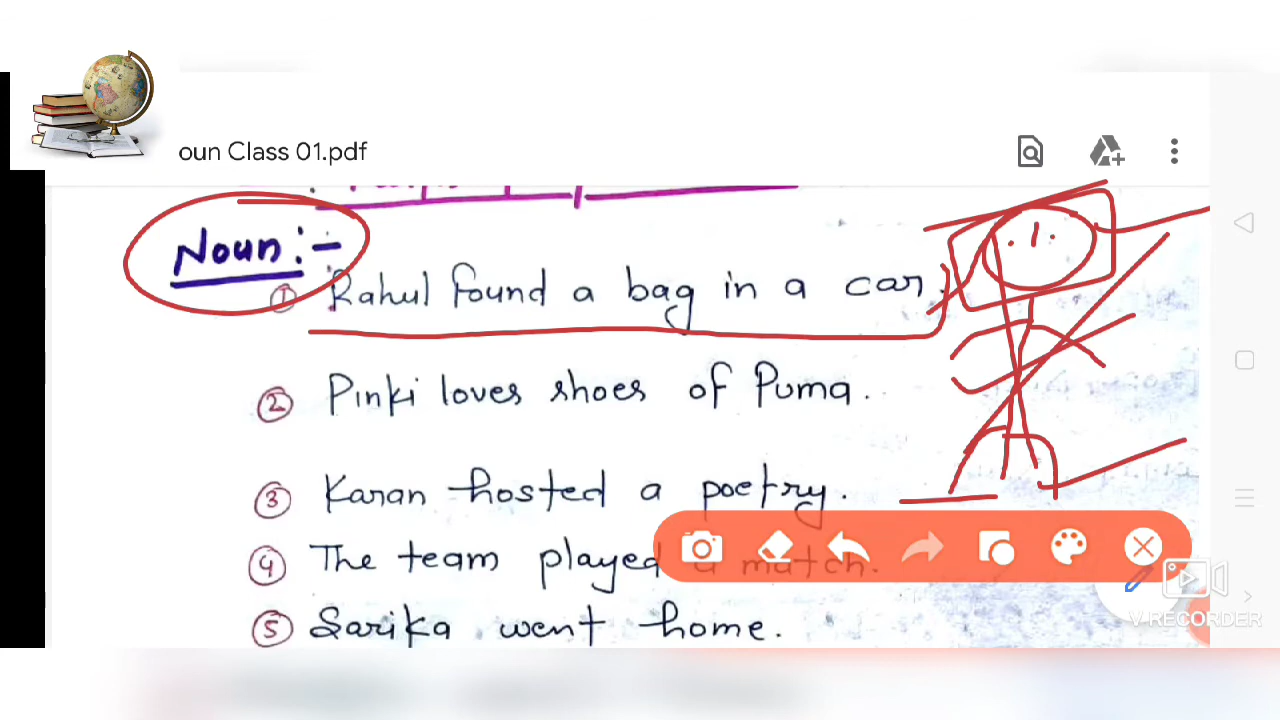 oun Class 01.pdf
Noun:-
① Rahul found a bag in a car.
② Pinki loves shoes of Puma.
③ Karan hosted a poetry.
④ The team played a match.
⑤ Sarika went home.
V RECORDER